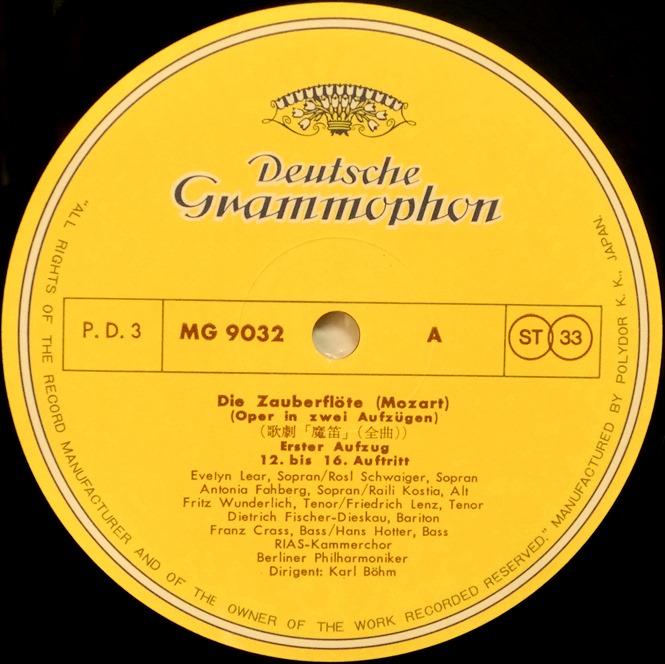 Deutsche
Grammophon
P. D. 3
MG 9032
A
ST 33
Die Zauberflöte (Mozart)
(Oper in zwei Aufzügen)
(歌劇「魔笛」(全曲))
Erster Aufzug
12. bis 16. Auftritt
Evelyn Lear, Sopran/Rosl Schwaiger, Sopran
Antonia Fahberg, Sopran/Raili Kostia, Alt
Fritz Wunderlich, Tenor/Friedrich Lenz, Tenor
Dietrich Fischer-Dieskau, Bariton
Franz Crass, Bass/Hans Hotter, Bass
RIAS-Kammerchor
Berliner Philharmoniker
Dirigent: Karl Böhm
"ALL RIGHTS OF THE RECORD MANUFACTURER AND OF THE OWNER OF THE WORK RECORDED RESERVED." MANUFACTURED BY POLYDOR K. K., JAPAN.